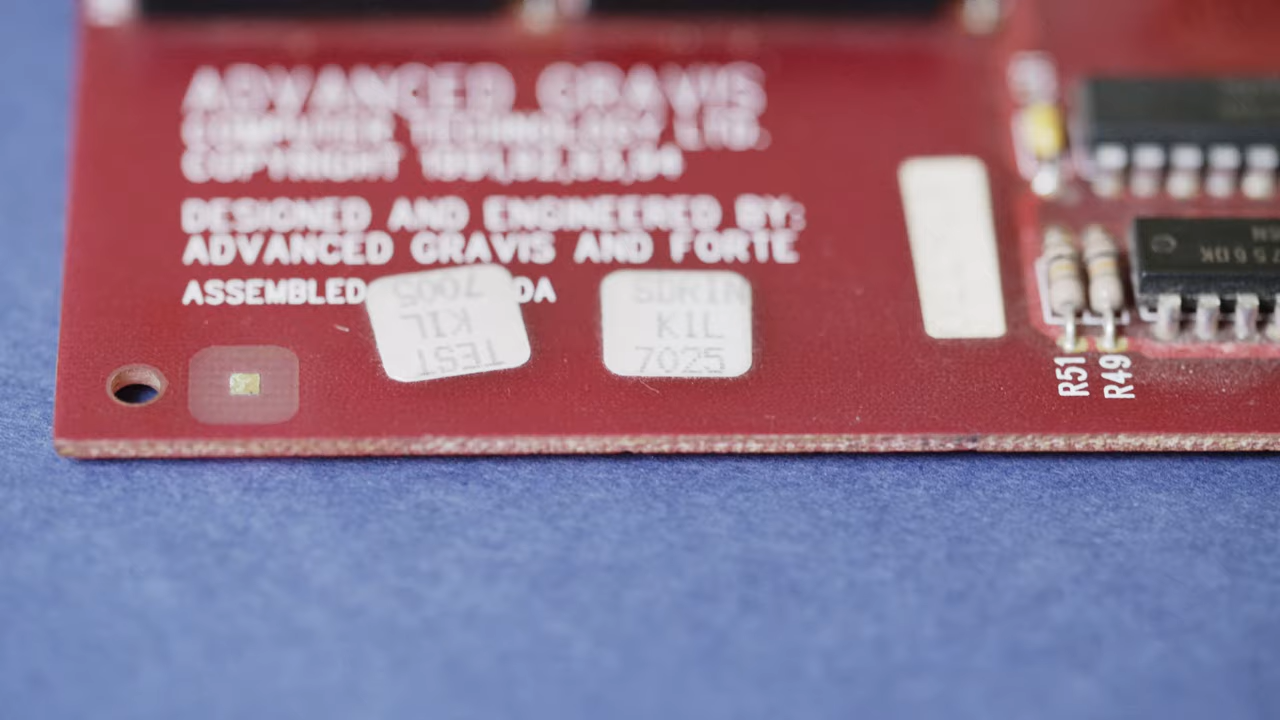 ADVANCED GRAVIS
COMPUTER TECHNOLOGY LTD.
COPYRIGHT 1991,92,93,94
DESIGNED AND ENGINEERED BY:
ADVANCED GRAVIS AND FORTE
ASSEMBLED DA
TEST
KIL
7005
KIL
7025
R51
R49